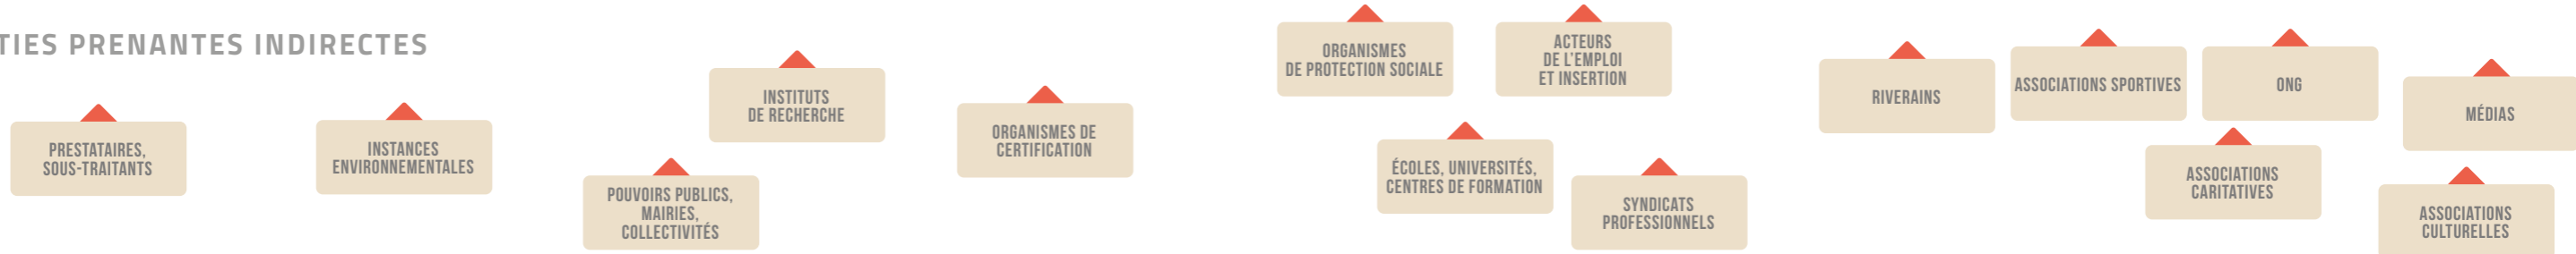 TIES PRENANTES INDIRECTES
PRESTATAIRES,
SOUS-TRAITANTS
INSTANCES
ENVIRONNEMENTALES
POUVOIRS PUBLICS,
MAIRIES,
COLLECTIVITÉS
INSTITUTS
DE RECHERCHE
ORGANISMES DE
CERTIFICATION
ORGANISMES
DE PROTECTION SOCIALE
ACTEURS
DE L'EMPLOI
ET INSERTION
ÉCOLES, UNIVERSITÉS,
CENTRES DE FORMATION
SYNDICATS
PROFESSIONNELS
RIVERAINS
ASSOCIATIONS SPORTIVES
ONG
MÉDIAS
ASSOCIATIONS
CARITATIVES
ASSOCIATIONS
CULTURELLES